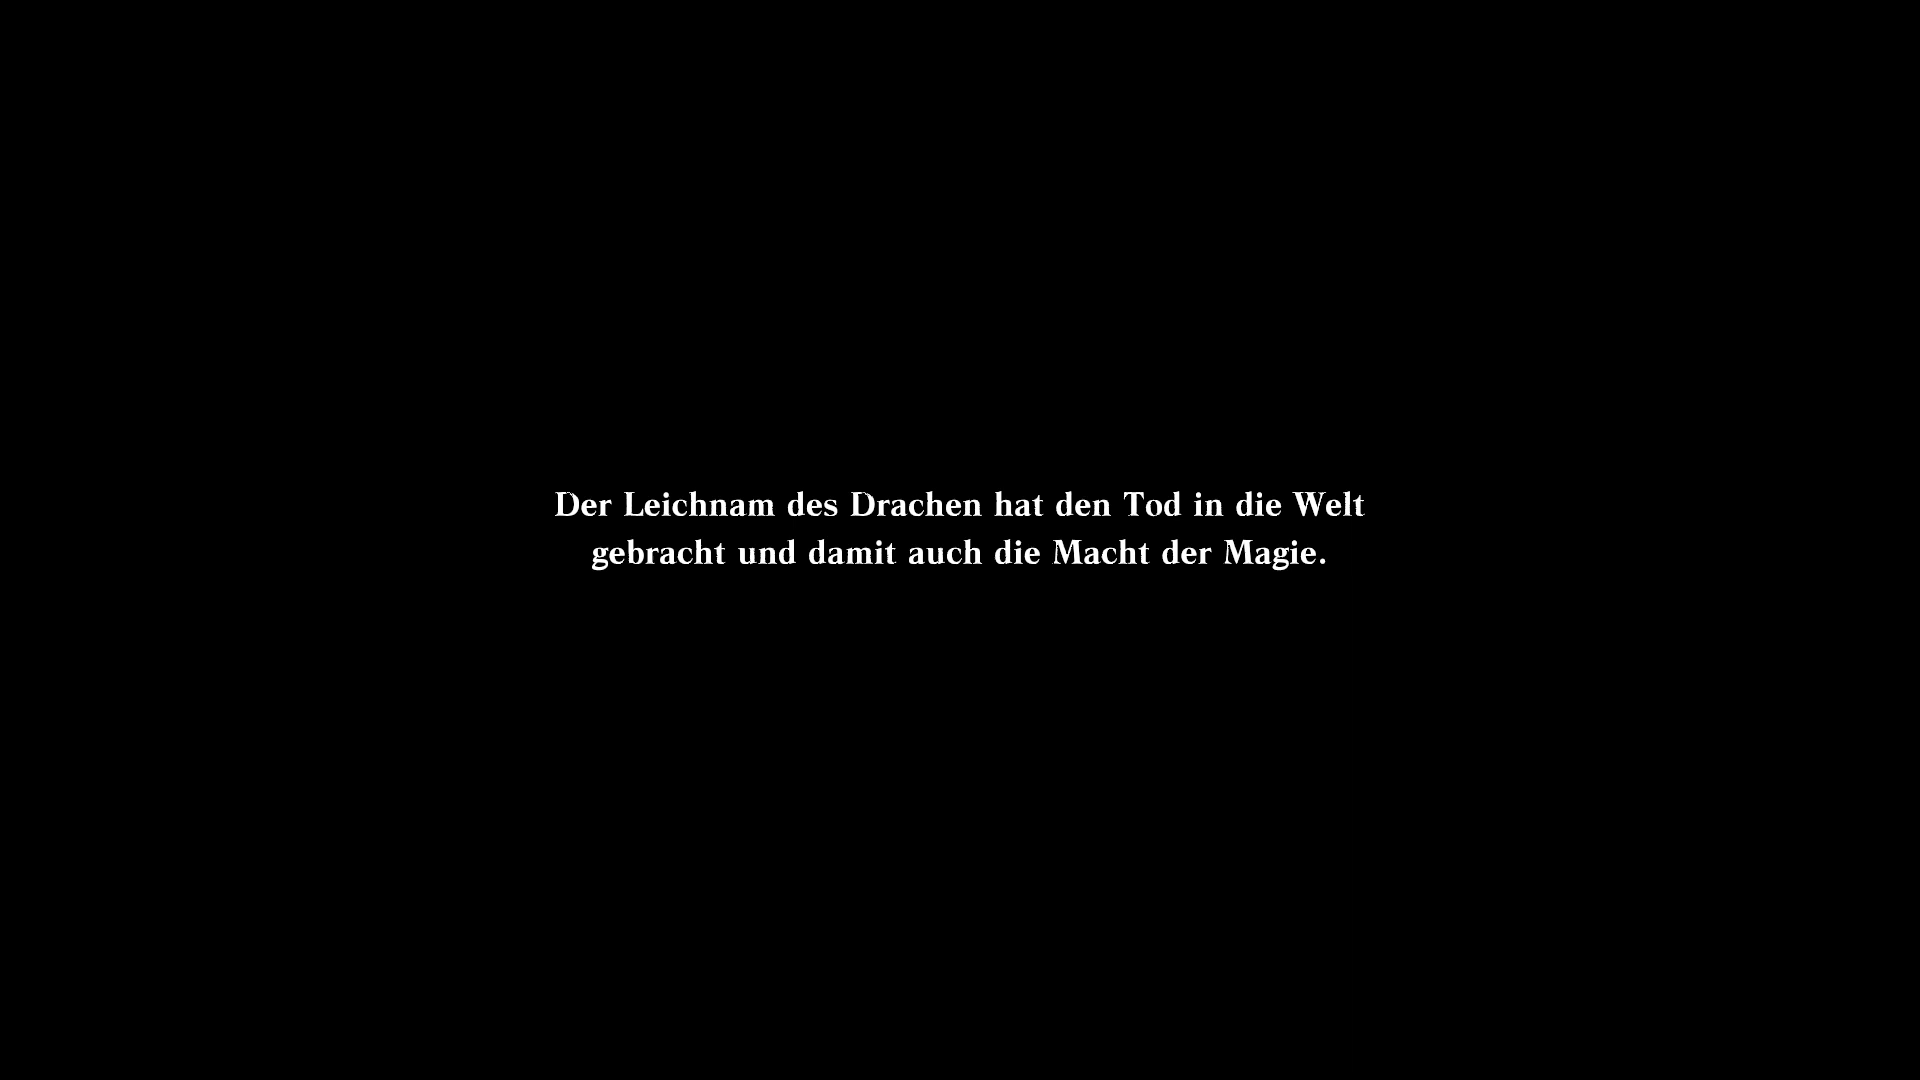 Der Leichnam des Drachen hat den Tod in die Welt
gebracht und damit auch die Macht der Magie.